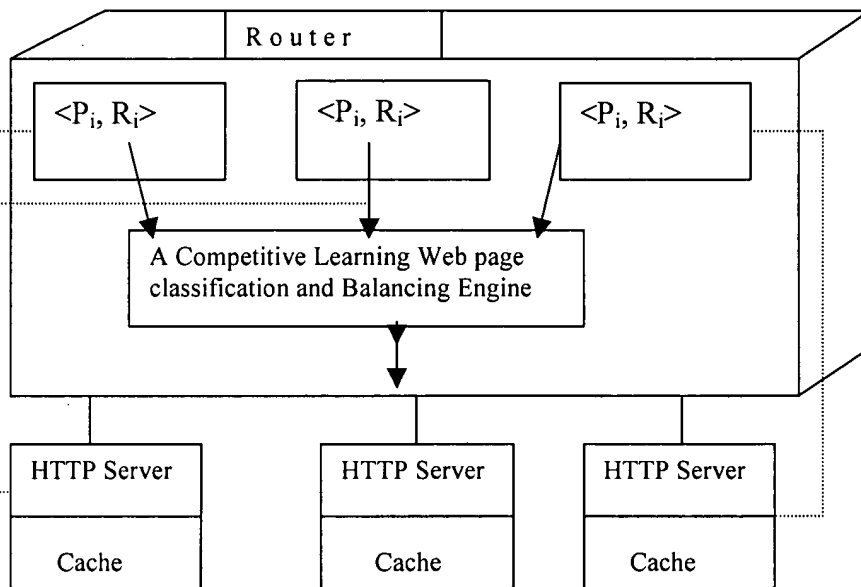 Router
<Pi, Ri>
<Pi, Ri>
<Pi, Ri>
A Competitive Learning Web page
classification and Balancing Engine
HTTP Server
HTTP Server
HTTP Server
Cache
Cache
Cache